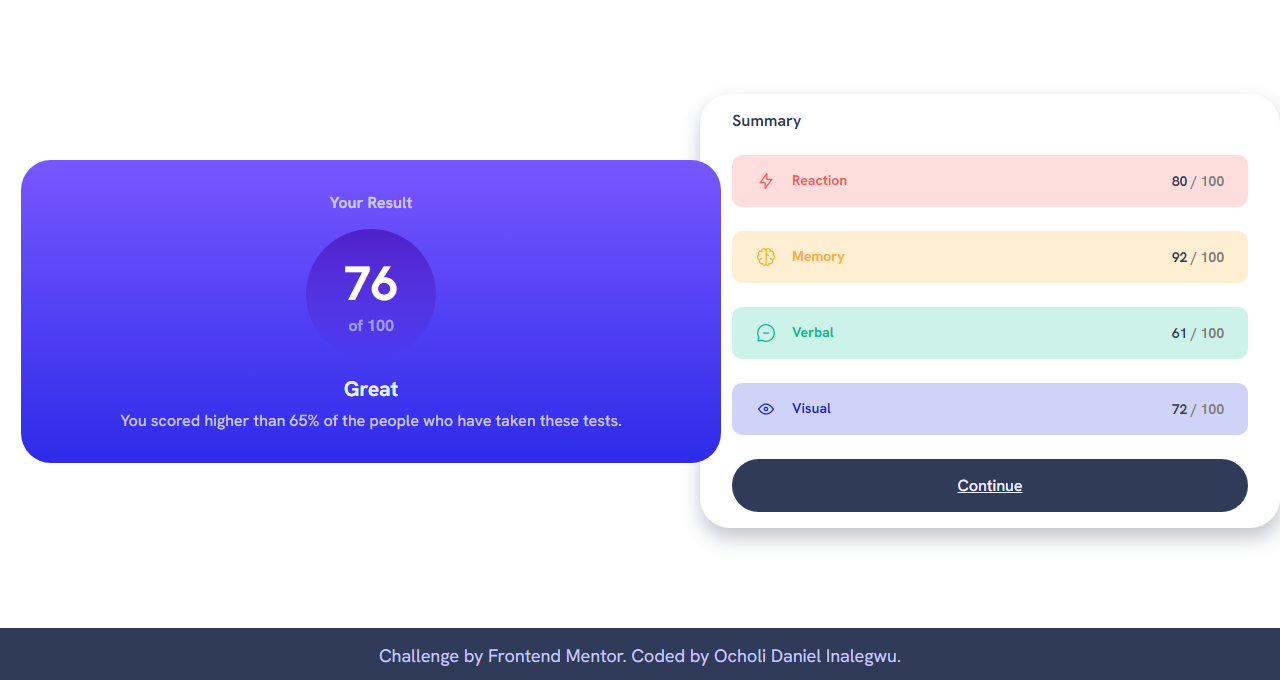 Your Result
76
of 100
Great
You scored higher than 65% of the people who have taken these tests.
Summary
Reaction 80 / 100
Memory 92 / 100
Verbal 61 / 100
Visual 72 / 100
Continue
Challenge by Frontend Mentor. Coded by Ocholi Daniel Inalegwu.